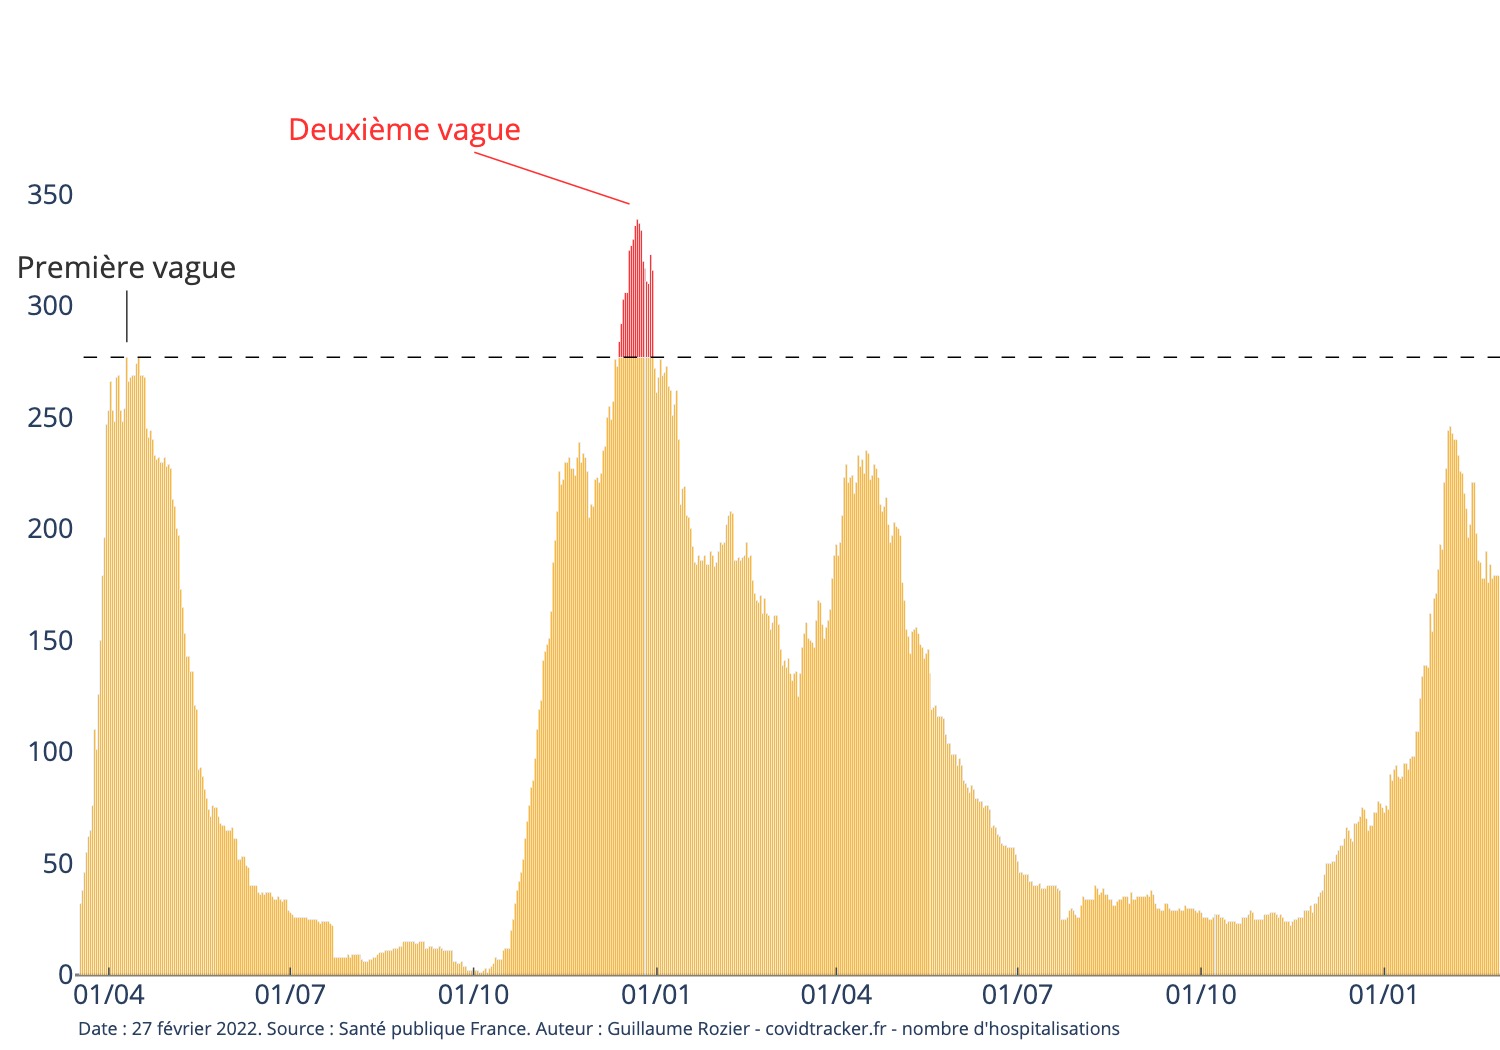 Deuxième vague
350
Première vague
300
250
200
150
100
50
0
01/04 01/07 01/10 01/01 01/04 01/07 01/10 01/01
Date : 27 février 2022. Source : Santé publique France. Auteur : Guillaume Rozier - covidtracker.fr - nombre d'hospitalisations